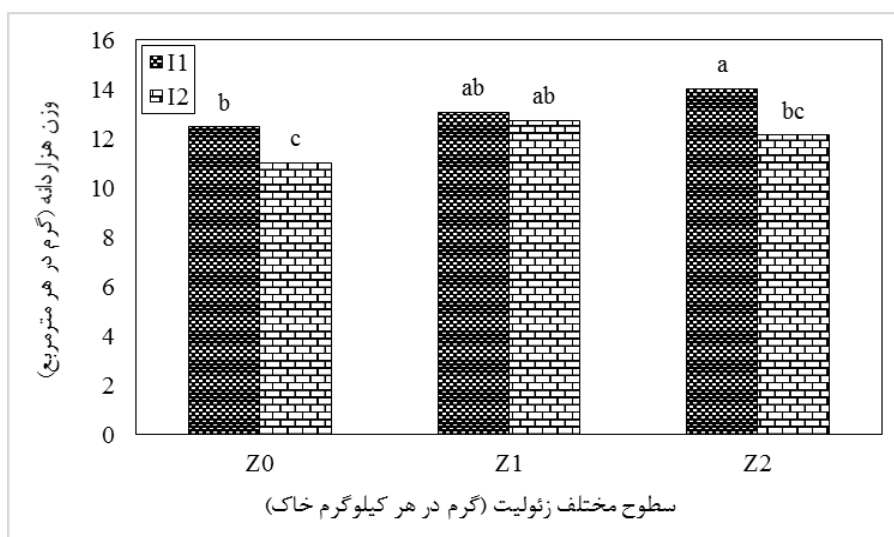 16
14
12
10
8
6
4
2
0
I1
I2
b
c
ab
ab
a
bc
Z0
Z1
Z2
وزن هزاردانه (گرم در هر مترمربع)
سطوح مختلف زئولیت (گرم در هر کیلوگرم خاک)